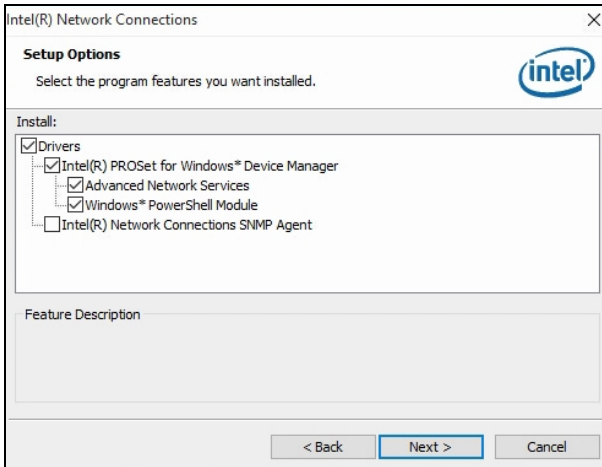 Intel(R) Network Connections
Setup Options
Select the program features you want installed.
intel
Install:
Drivers
Intel(R) PROSet for Windows* Device Manager
Advanced Network Services
Windows* PowerShell Module
Intel(R) Network Connections SNMP Agent
Feature Description
< Back Next > Cancel